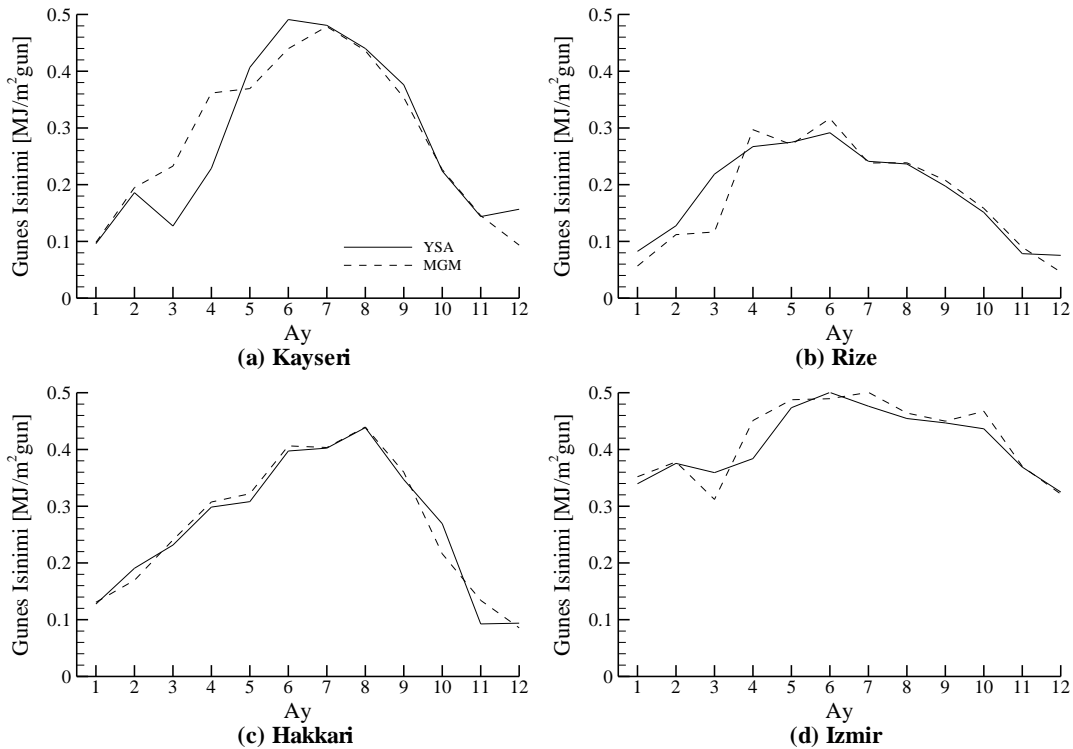 Gunes Isinimi [MJ/m²gun]
0.5
0.4
0.3
0.2
0.1
0
YSA
MGM
1 2 3 4 5 6 7 8 9 10 11 12
Ay
(a) Kayseri
Gunes Isinimi [MJ/m²gun]
0.5
0.4
0.3
0.2
0.1
0
1 2 3 4 5 6 7 8 9 10 11 12
Ay
(b) Rize
Gunes Isinimi [MJ/m²gun]
0.5
0.4
0.3
0.2
0.1
0
1 2 3 4 5 6 7 8 9 10 11 12
Ay
(c) Hakkari
Gunes Isinimi [MJ/m²gun]
0.5
0.4
0.3
0.2
0.1
0
1 2 3 4 5 6 7 8 9 10 11 12
Ay
(d) Izmir